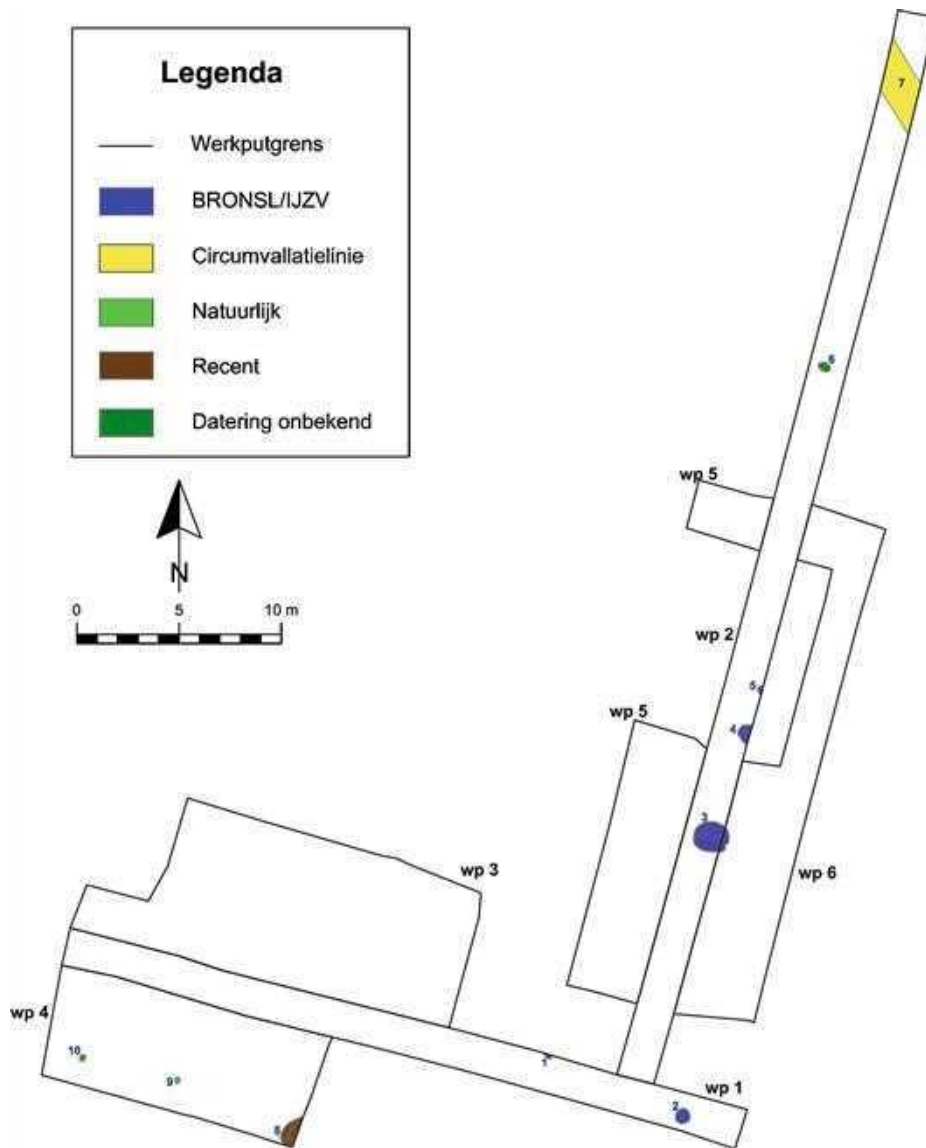 Legenda
Werkputgrens
BRONSL/IJZV
Circumvallatielinie
Natuurlijk
Recent
Datering onbekend
N
0 5 10 m
7
6
wp 5
wp 2
5
4
wp 5
3
wp 3
wp 6
wp 4
10
9
8
1
2
wp 1